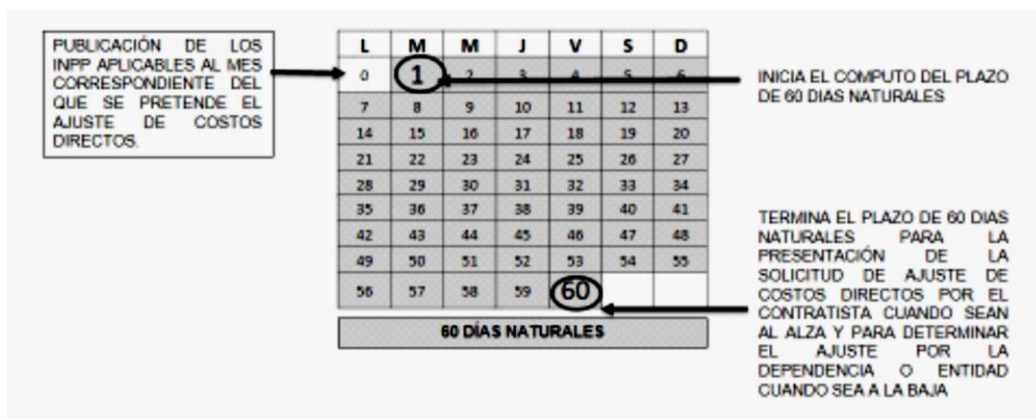 PUBLICACIÓN DE LOS
INPP APLICABLES AL MES
CORRESPONDIENTE DEL
QUE SE PRETENDE EL
AJUSTE DE COSTOS
DIRECTOS.
L M M J V S D
0 1 2 3 4 5 6
7 8 9 10 11 12 13
14 15 16 17 18 19 20
21 22 23 24 25 26 27
28 29 30 31 32 33 34
35 36 37 38 39 40 41
42 43 44 45 46 47 48
49 50 51 52 53 54 55
56 57 58 59 60
60 DÍAS NATURALES
INICIA EL COMPUTO DEL PLAZO
DE 60 DIAS NATURALES
TERMINA EL PLAZO DE 60 DIAS
NATURALES PARA LA
PRESENTACIÓN DE LA
SOLICITUD DE AJUSTE DE
COSTOS DIRECTOS POR EL
CONTRATISTA CUANDO SEAN
AL ALZA Y PARA DETERMINAR
EL AJUSTE POR LA
DEPENDENCIA O ENTIDAD
CUANDO SEA A LA BAJA